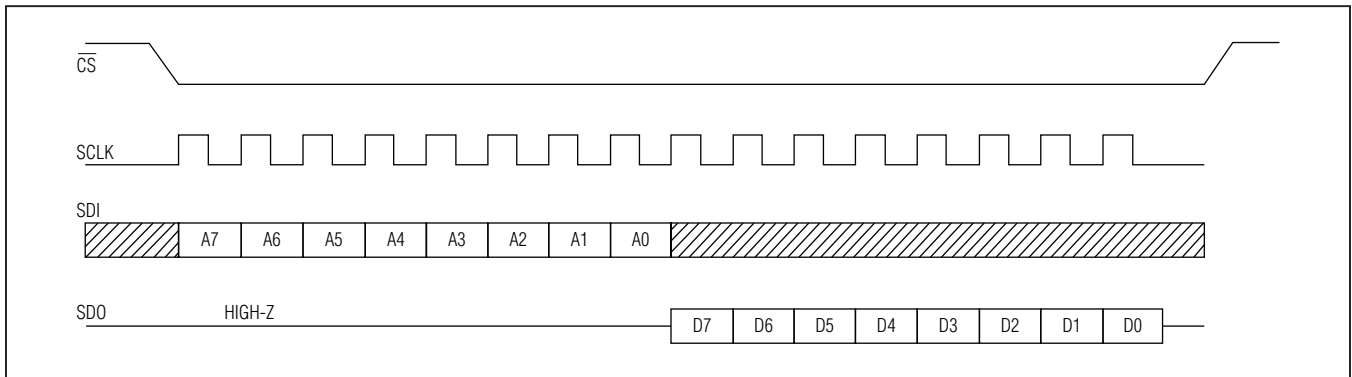 C̅S̅
SCLK
SDI
A7 A6 A5 A4 A3 A2 A1 A0
SDO HIGH-Z
D7 D6 D5 D4 D3 D2 D1 D0